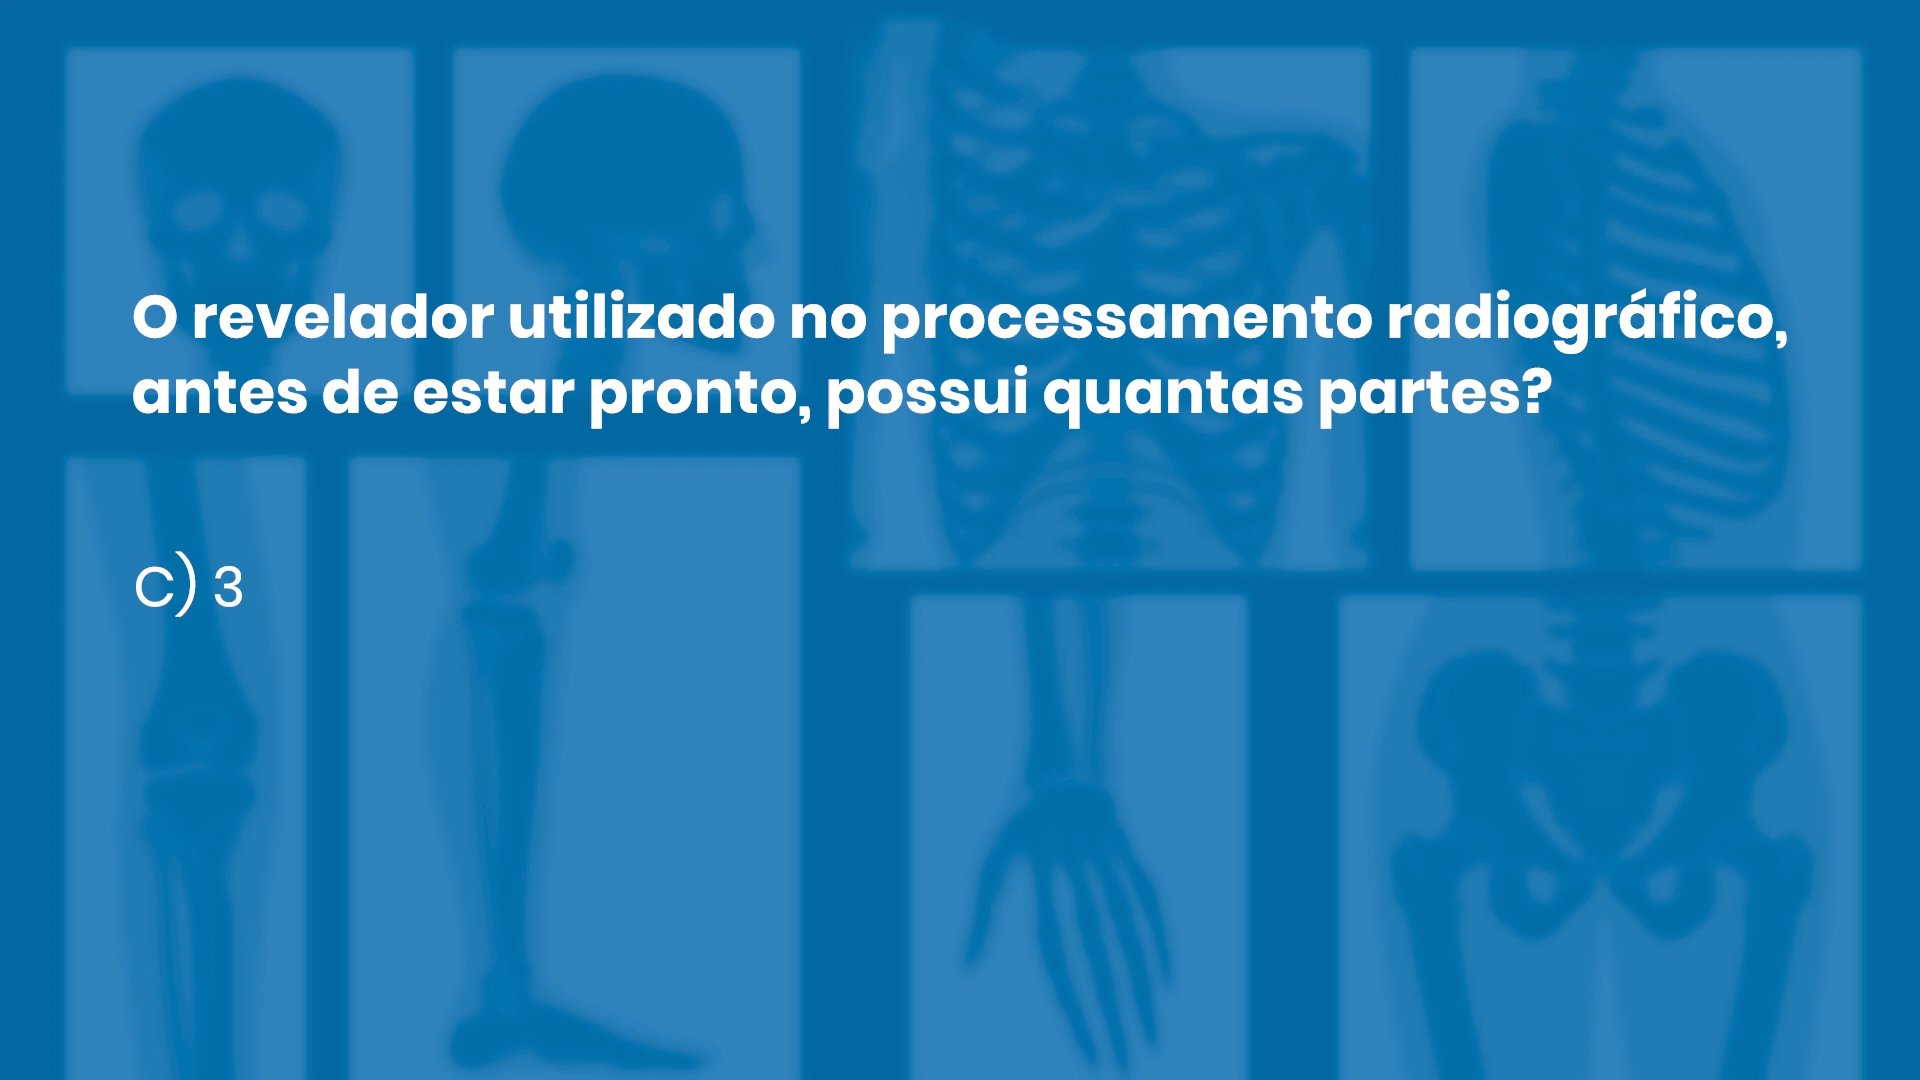 O revelador utilizado no processamento radiográfico,
antes de estar pronto, possui quantas partes?
C) 3